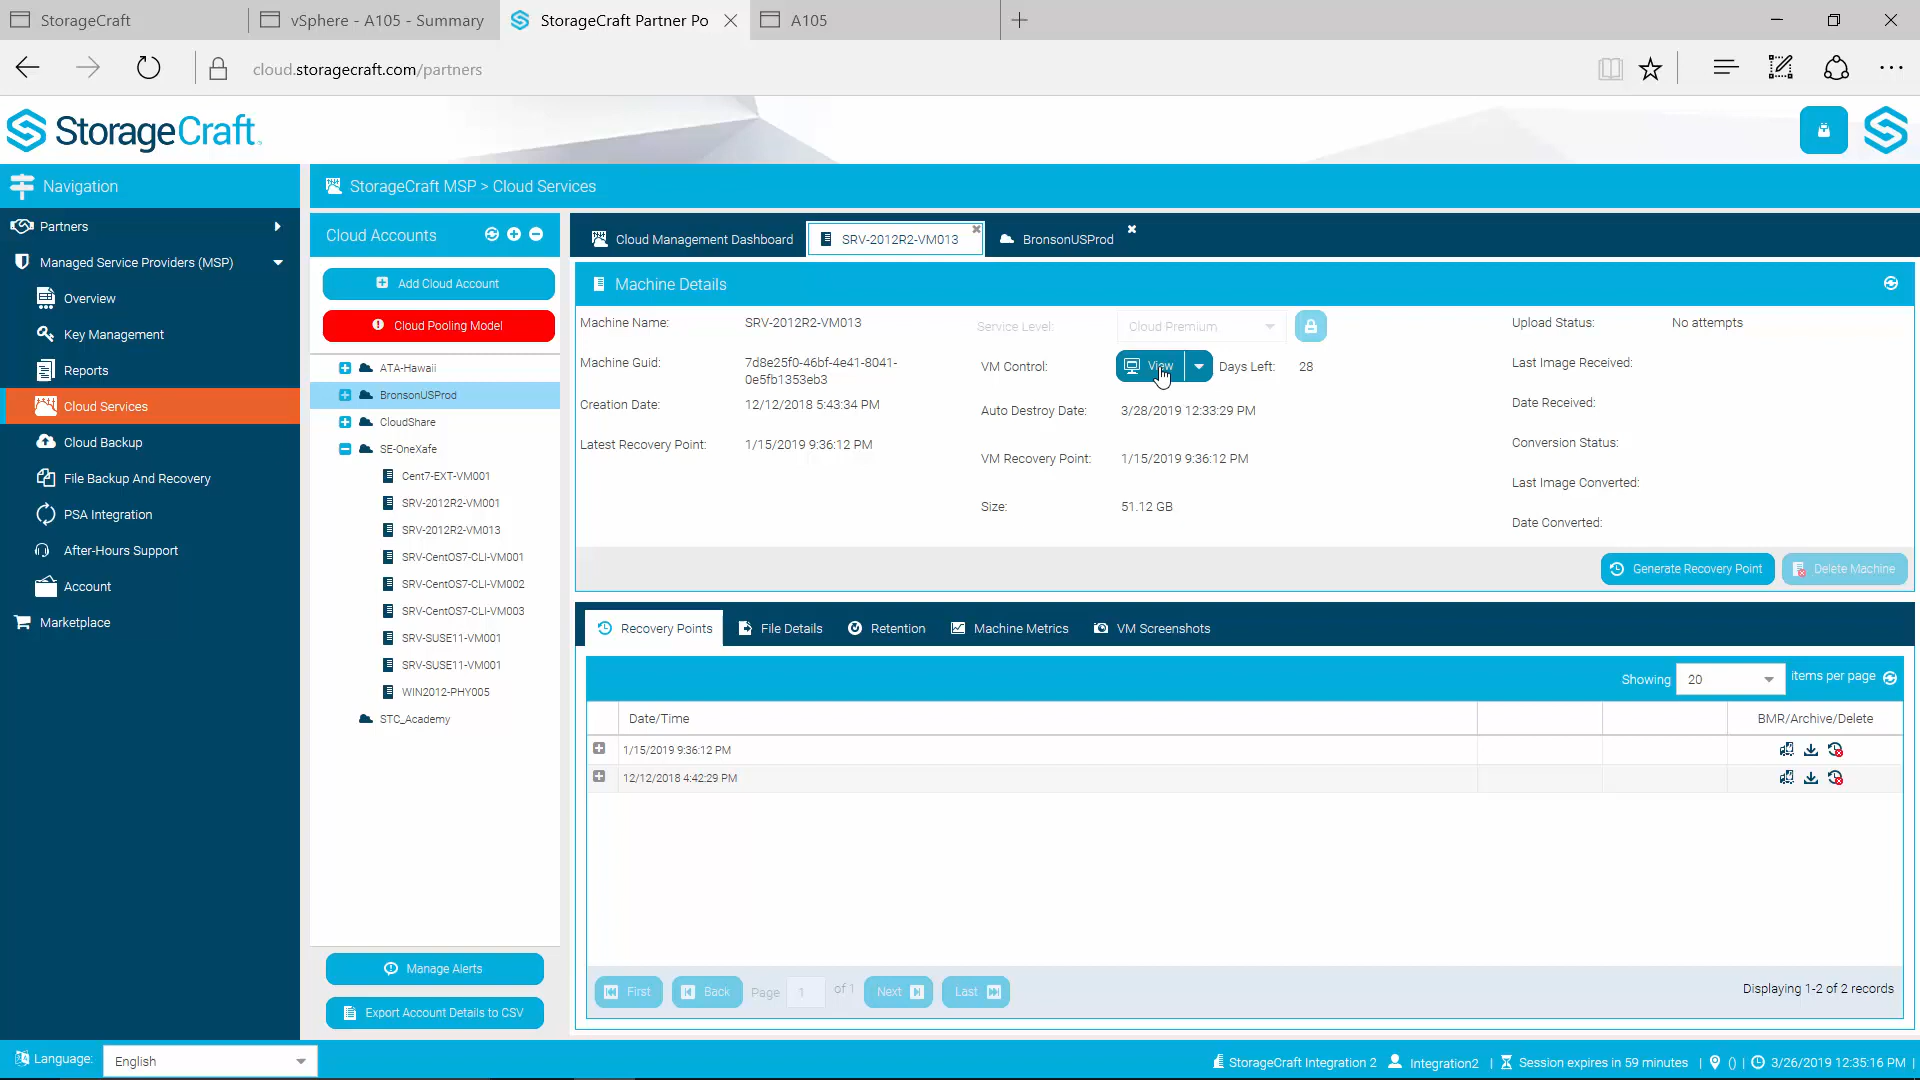 StorageCraft
vSphere - A105 - Summary
StorageCraft Partner Po
A105
cloud.storagecraft.com/partners
StorageCraft
Navigation
Partners
Managed Service Providers (MSP)
Overview
Key Management
Reports
Cloud Services
Cloud Backup
File Backup And Recovery
PSA Integration
After-Hours Support
Account
Marketplace
StorageCraft MSP > Cloud Services
Cloud Accounts
Add Cloud Account
Cloud Pooling Model
ATA-Hawaii
BronsonUSProd
CloudShare
SE-OneXafe
Cent7-EXT-VM001
SRV-2012R2-VM001
SRV-2012R2-VM013
SRV-CentOS7-CLI-VM001
SRV-CentOS7-CLI-VM002
SRV-CentOS7-CLI-VM003
SRV-SUSE11-VM001
SRV-SUSE11-VM001
WIN2012-PHY005
STC_Academy
Manage Alerts
Export Account Details to CSV
Cloud Management Dashboard
SRV-2012R2-VM013
BronsonUSProd
Machine Details
Machine Name: SRV-2012R2-VM013
Machine Guid: 7d8e25f0-46bf-4e41-8041-
0e5fb1353eb3
Creation Date: 12/12/2018 5:43:34 PM
Latest Recovery Point: 1/15/2019 9:36:12 PM
Service Level: Cloud Premium
VM Control: View Days Left: 28
Auto Destroy Date: 3/28/2019 12:33:29 PM
VM Recovery Point: 1/15/2019 9:36:12 PM
Size: 51.12 GB
Upload Status: No attempts
Last Image Received:
Date Received:
Conversion Status:
Last Image Converted:
Date Converted:
Generate Recovery Point
Delete Machine
Recovery Points
File Details
Retention
Machine Metrics
VM Screenshots
Showing 20 items per page
Date/Time BMR/Archive/Delete
1/15/2019 9:36:12 PM
12/12/2018 4:42:29 PM
First Back Page 1 of 1 Next Last
Displaying 1-2 of 2 records
Language: English
StorageCraft Integration 2 Integration2 | Session expires in 59 minutes | () | 3/26/2019 12:35:16 PM |